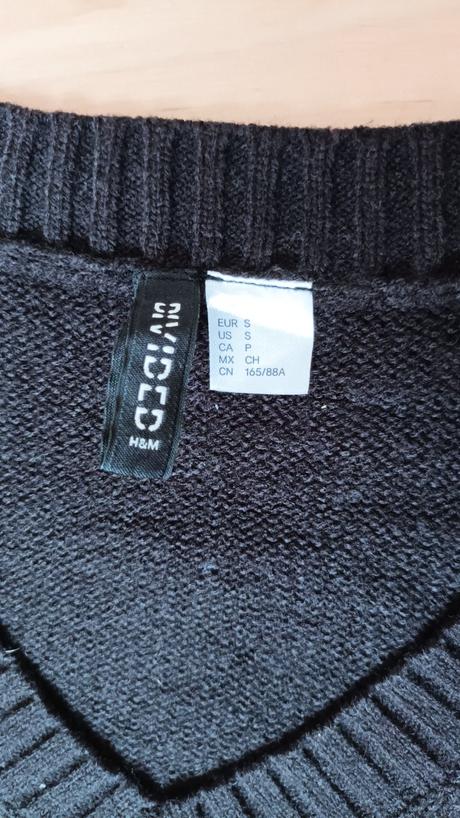 DIVIDED
H&M
EUR S
US S
CA P
MX CH
CN 165/88A